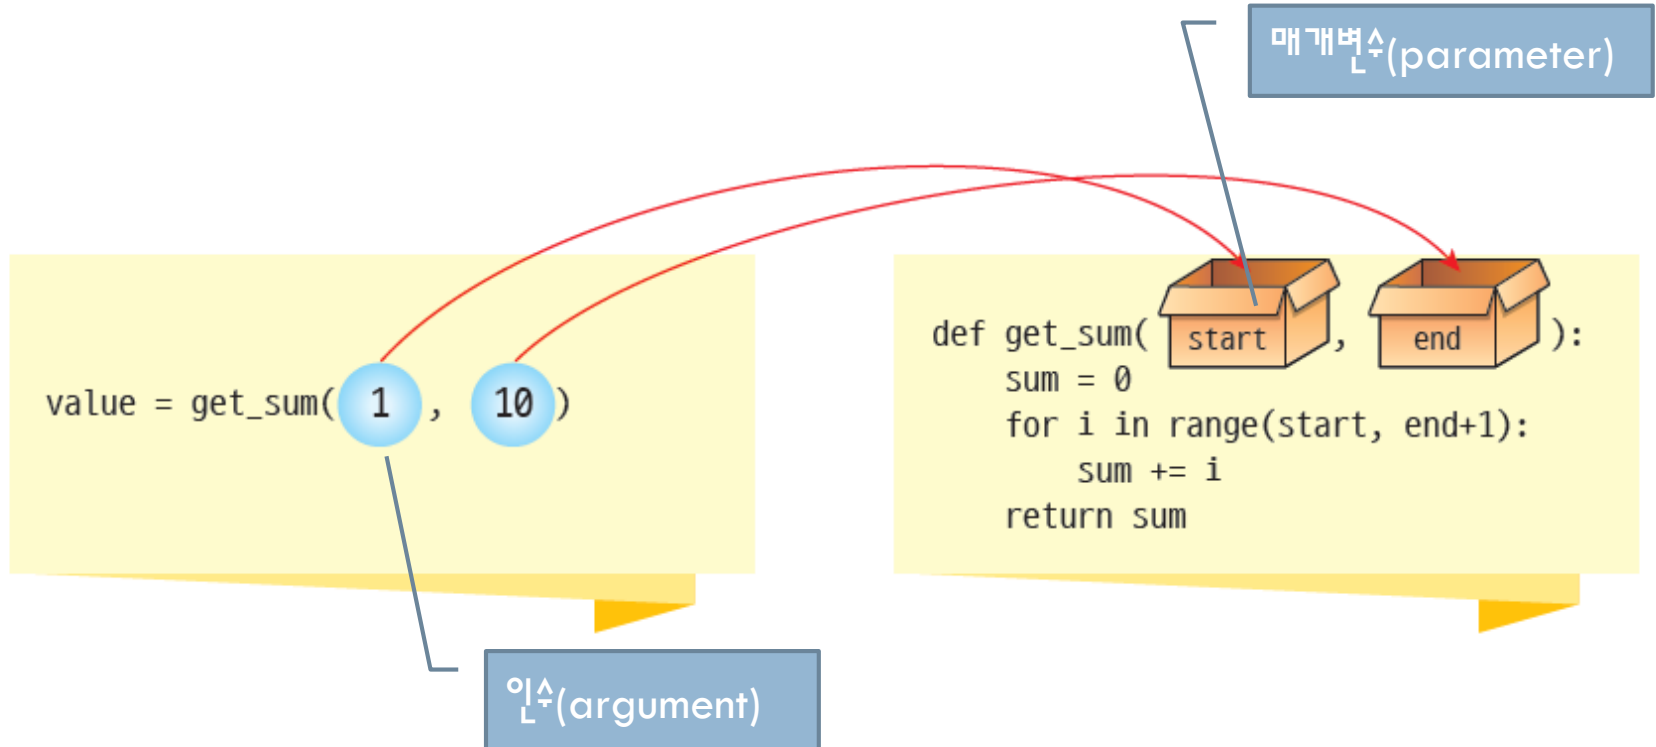 매개변수(parameter)
value = get_sum( 1 , 10 )
def get_sum( start , end ):
    sum = 0
    for i in range(start, end+1):
        sum += i
    return sum
인수(argument)